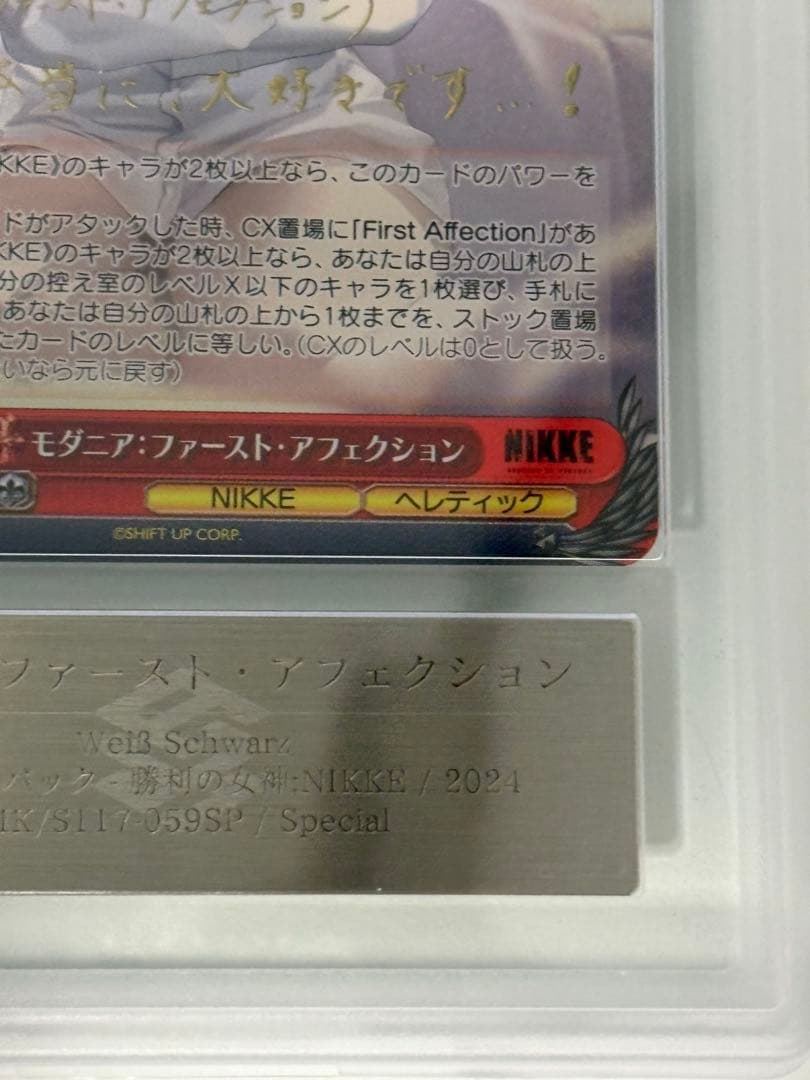 ースト・アフェクション)
当に、大好きです…!
KKE》のキャラが2枚以上なら、このカードのパワーを
ドがアタックした時、CX置場に「First Affection」があ
KKE》のキャラが2枚以上なら、あなたは自分の山札の上
分の控え室のレベルX以下のキャラを1枚選び、手札に
あなたは自分の山札の上から1枚までを、ストック置場
たカードのレベルに等しい。(CXのレベルは0として扱う。
いなら元に戻す)
モダニア:ファースト・アフェクション
NIKKE
NIKKE
ヘレティック
©SHIFT UP CORP.
ファースト・アフェクション
Weiß Schwarz
パック - 勝利の女神:NIKKE / 2024
IK/S117-059SP / Special